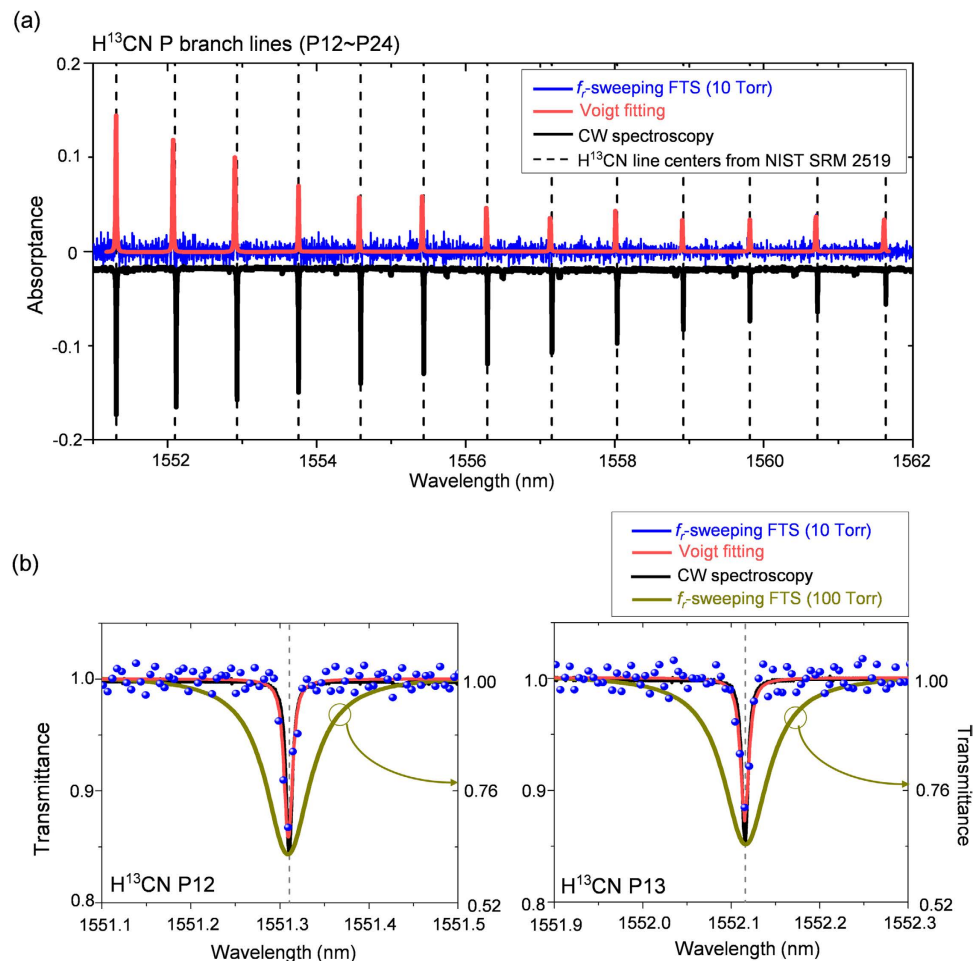 (a)
H¹³CN P branch lines (P12~P24)
0.2
0.1
0
-0.1
-0.2
Absorptance
fᵣ-sweeping FTS (10 Torr)
Voigt fitting
CW spectroscopy
H¹³CN line centers from NIST SRM 2519
1552
1554
1556
1558
1560
1562
Wavelength (nm)
(b)
fᵣ-sweeping FTS (10 Torr)
Voigt fitting
CW spectroscopy
fᵣ-sweeping FTS (100 Torr)
Transmittance
1.0
0.9
0.8
1.00
0.76
0.52
H¹³CN P12
1551.1
1551.2
1551.3
1551.4
1551.5
Wavelength (nm)
1.0
0.9
0.8
1.00
0.76
0.52
Transmittance
H¹³CN P13
1551.9
1552.0
1552.1
1552.2
1552.3
Wavelength (nm)